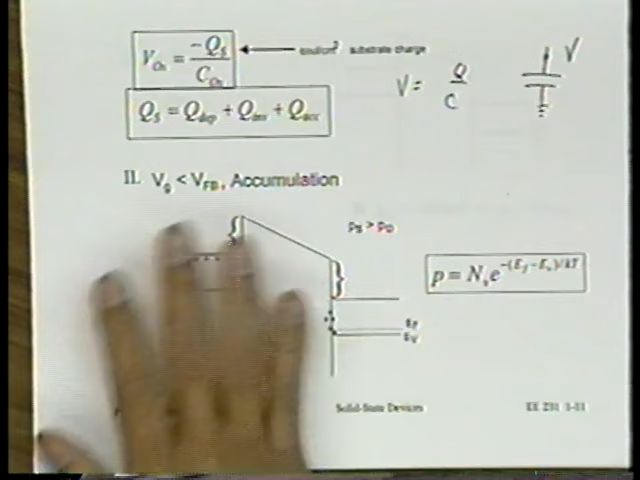 V_Ox = -Q_S / C_Ox
substrate charge
V = Q / C
V
Q_S = Q_dep + Q_inv + Q_acc
II. V_g < V_FB, Accumulation
Ps > Po
p = N_v e^{-(E_f - E_v)/kT}
E_F
E_V
Solid-State Devices EE 231 1-11